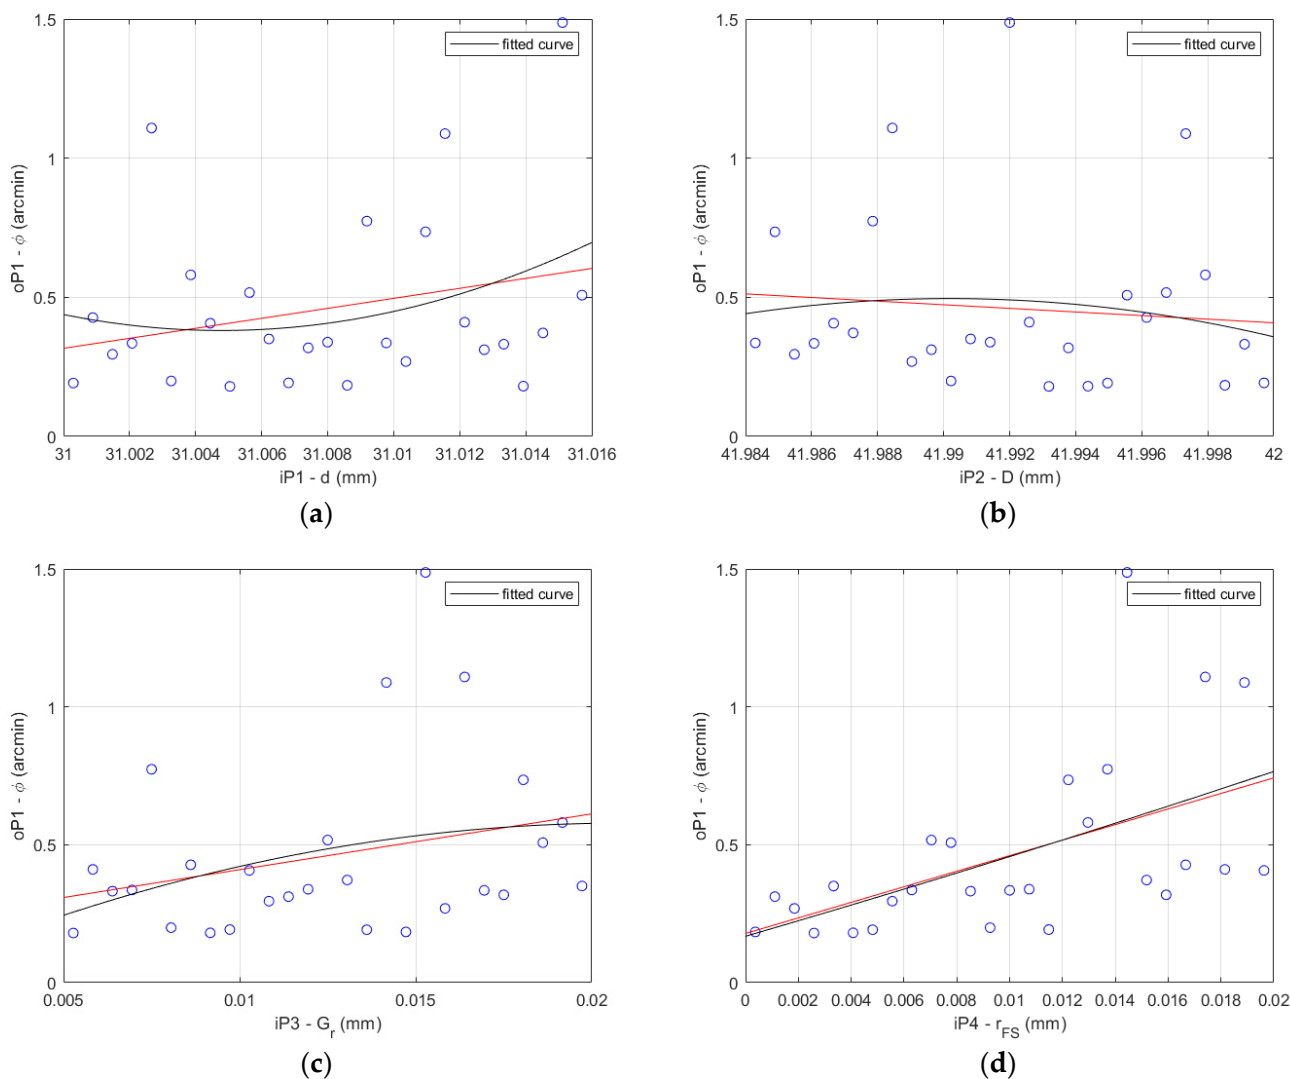 1.5
fitted curve
1
0.5
0
oP1 - ϕ (arcmin)
31 31.002 31.004 31.006 31.008 31.01 31.012 31.014 31.016
iP1 - d (mm)
(a)
1.5
fitted curve
1
0.5
0
oP1 - ϕ (arcmin)
41.984 41.986 41.988 41.99 41.992 41.994 41.996 41.998 42
iP2 - D (mm)
(b)
1.5
fitted curve
1
0.5
0
oP1 - ϕ (arcmin)
0.005 0.01 0.015 0.02
iP3 - G_r (mm)
(c)
1.5
fitted curve
1
0.5
0
oP1 - ϕ (arcmin)
0 0.002 0.004 0.006 0.008 0.01 0.012 0.014 0.016 0.018 0.02
iP4 - r_FS (mm)
(d)